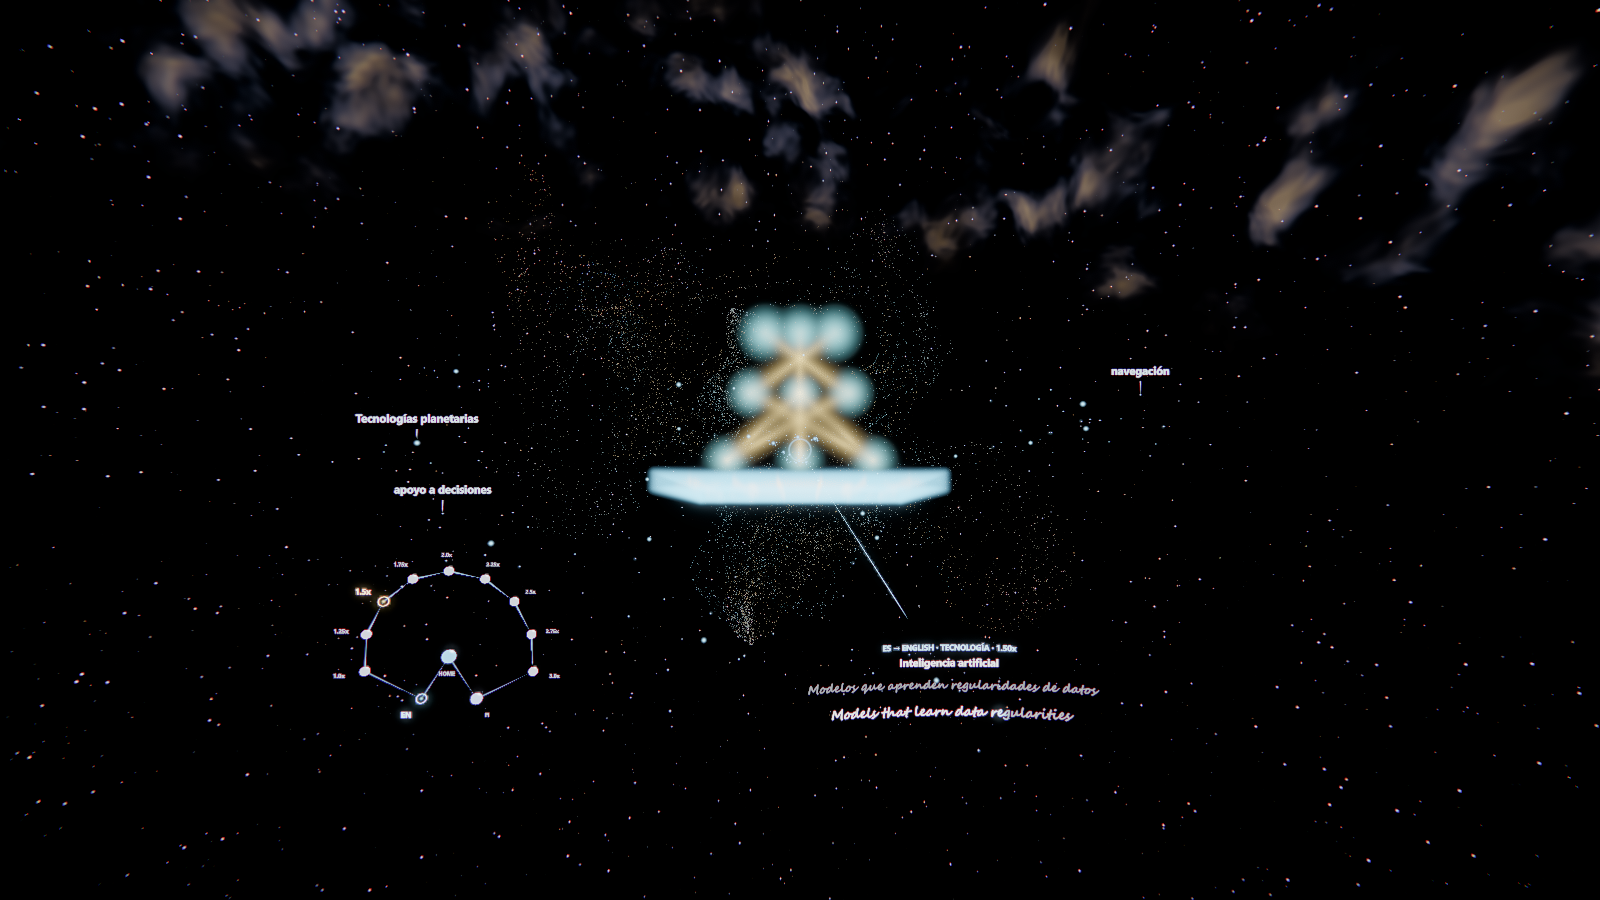 navegación
Tecnologías planetarias
apoyo a decisiones
2.0x
1.75x
2.25x
1.5x
2.5x
1.25x
2.75x
1.0x
HOME
3.0x
EN
FI
ES → ENGLISH · TECNOLOGÍA · 1.50x
Inteligencia artificial
Modelos que aprenden regularidades de datos
Models that learn data regularities